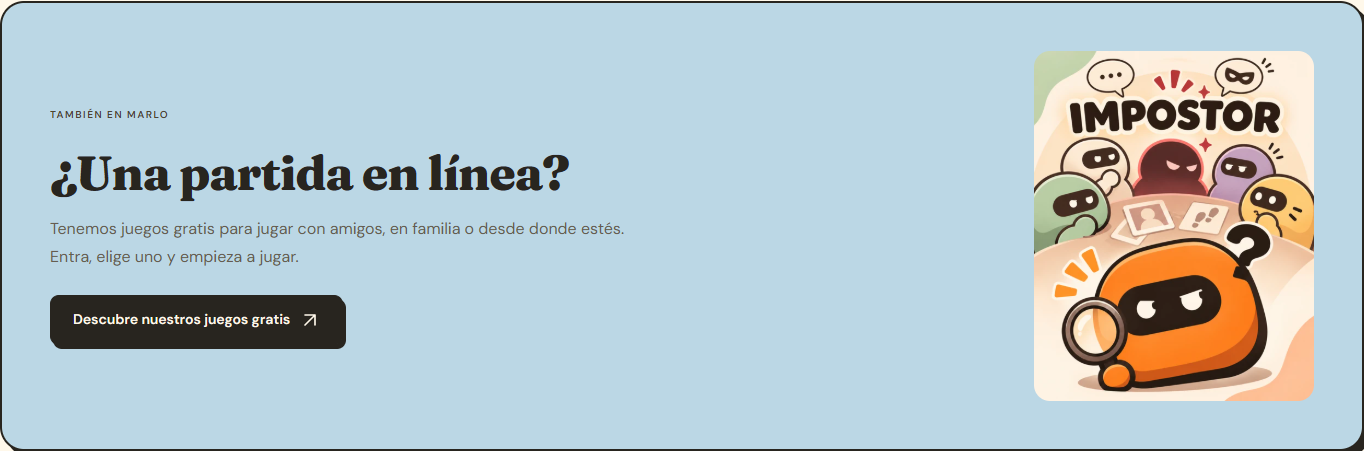 TAMBIÉN EN MARLO
¿Una partida en línea?
Tenemos juegos gratis para jugar con amigos, en familia o desde donde estés.
Entra, elige uno y empieza a jugar.
Descubre nuestros juegos gratis
IMPOSTOR
?